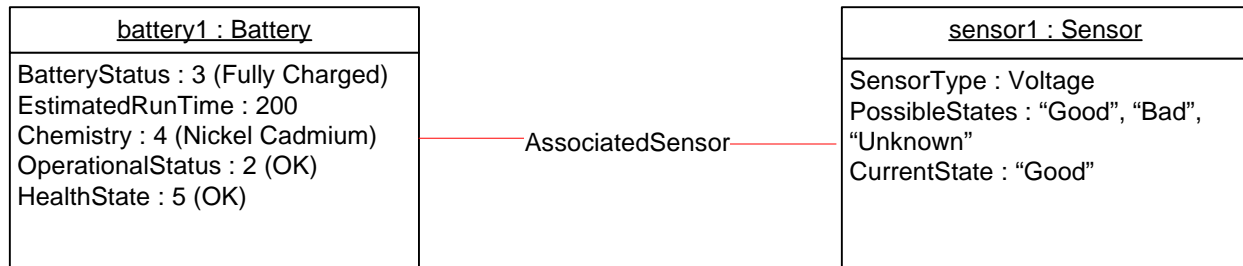 battery1 : Battery
BatteryStatus : 3 (Fully Charged)
EstimatedRunTime : 200
Chemistry : 4 (Nickel Cadmium)
OperationalStatus : 2 (OK)
HealthState : 5 (OK)
AssociatedSensor
sensor1 : Sensor
SensorType : Voltage
PossibleStates : “Good”, “Bad”,
“Unknown”
CurrentState : “Good”